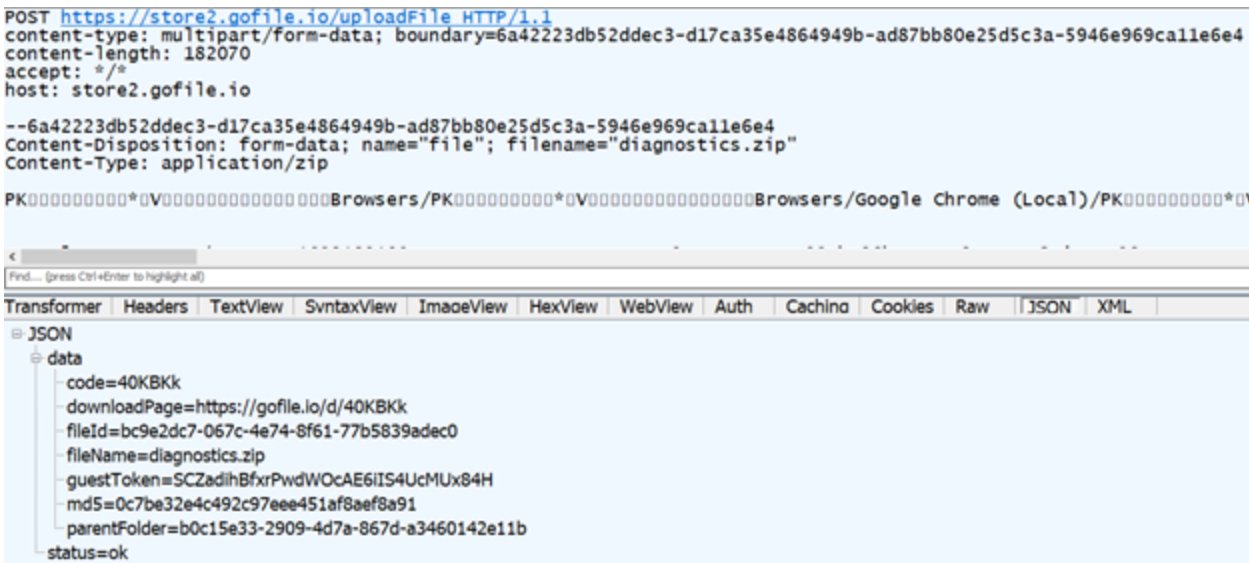 POST https://store2.gofile.io/uploadFile HTTP/1.1
content-type: multipart/form-data; boundary=6a42223db52ddec3-d17ca35e4864949b-ad87bb80e25d5c3a-5946e969ca11e6e4
content-length: 182070
accept: */*
host: store2.gofile.io
--6a42223db52ddec3-d17ca35e4864949b-ad87bb80e25d5c3a-5946e969ca11e6e4
Content-Disposition: form-data; name="file"; filename="diagnostics.zip"
Content-Type: application/zip
PK▯▯▯▯▯▯▯▯▯*▯V▯▯▯▯▯▯▯▯▯▯▯▯▯ ▯▯▯Browsers/PK▯▯▯▯▯▯▯▯▯*▯V▯▯▯▯▯▯▯▯▯▯▯▯▯▯▯▯Browsers/Google Chrome (Local)/PK▯▯▯▯▯▯▯▯▯*▯V
Find... (press Ctrl+Enter to highlight all)
Transformer Headers TextView SyntaxView ImageView HexView WebView Auth Caching Cookies Raw JSON XML
JSON
data
code=40KBKk
downloadPage=https://gofile.io/d/40KBKk
fileId=bc9e2dc7-067c-4e74-8f61-77b5839adec0
fileName=diagnostics.zip
guestToken=SCZadihBfxrPwdWOcAE6iIS4UcMUx84H
md5=0c7be32e4c492c97eee451af8aef8a91
parentFolder=b0c15e33-2909-4d7a-867d-a3460142e11b
status=ok